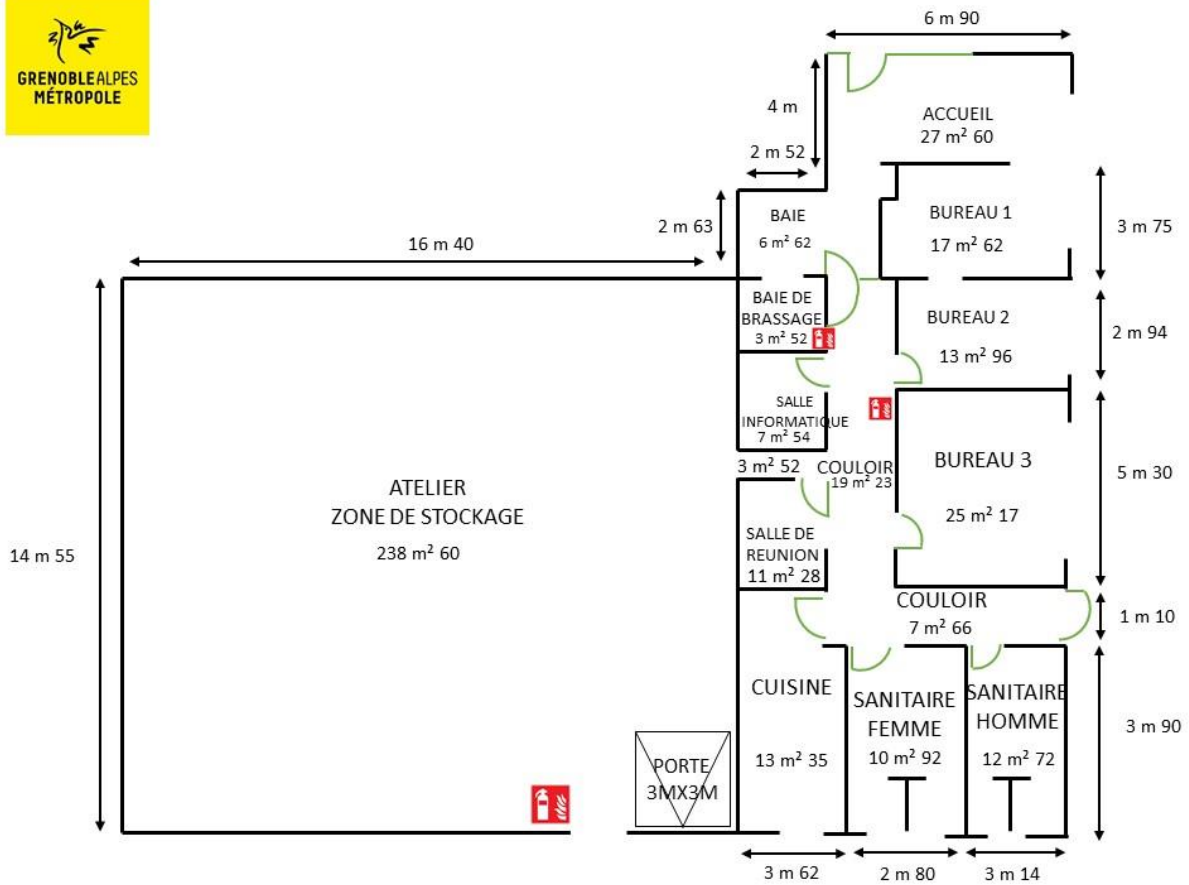 GRENOBLEALPES
MÉTROPOLE
6 m 90
4 m
ACCUEIL
27 m² 60
2 m 52
2 m 63
BAIE
6 m² 62
BUREAU 1
17 m² 62
3 m 75
16 m 40
BAIE DE
BRASSAGE
3 m² 52
BUREAU 2
13 m² 96
2 m 94
SALLE
INFORMATIQUE
7 m² 54
3 m² 52
COULOIR
19 m² 23
BUREAU 3
25 m² 17
5 m 30
ATELIER
ZONE DE STOCKAGE
238 m² 60
14 m 55
SALLE DE
REUNION
11 m² 28
COULOIR
7 m² 66
1 m 10
CUISINE
13 m² 35
SANITAIRE
FEMME
10 m² 92
SANITAIRE
HOMME
12 m² 72
3 m 90
PORTE
3MX3M
3 m 62
2 m 80
3 m 14